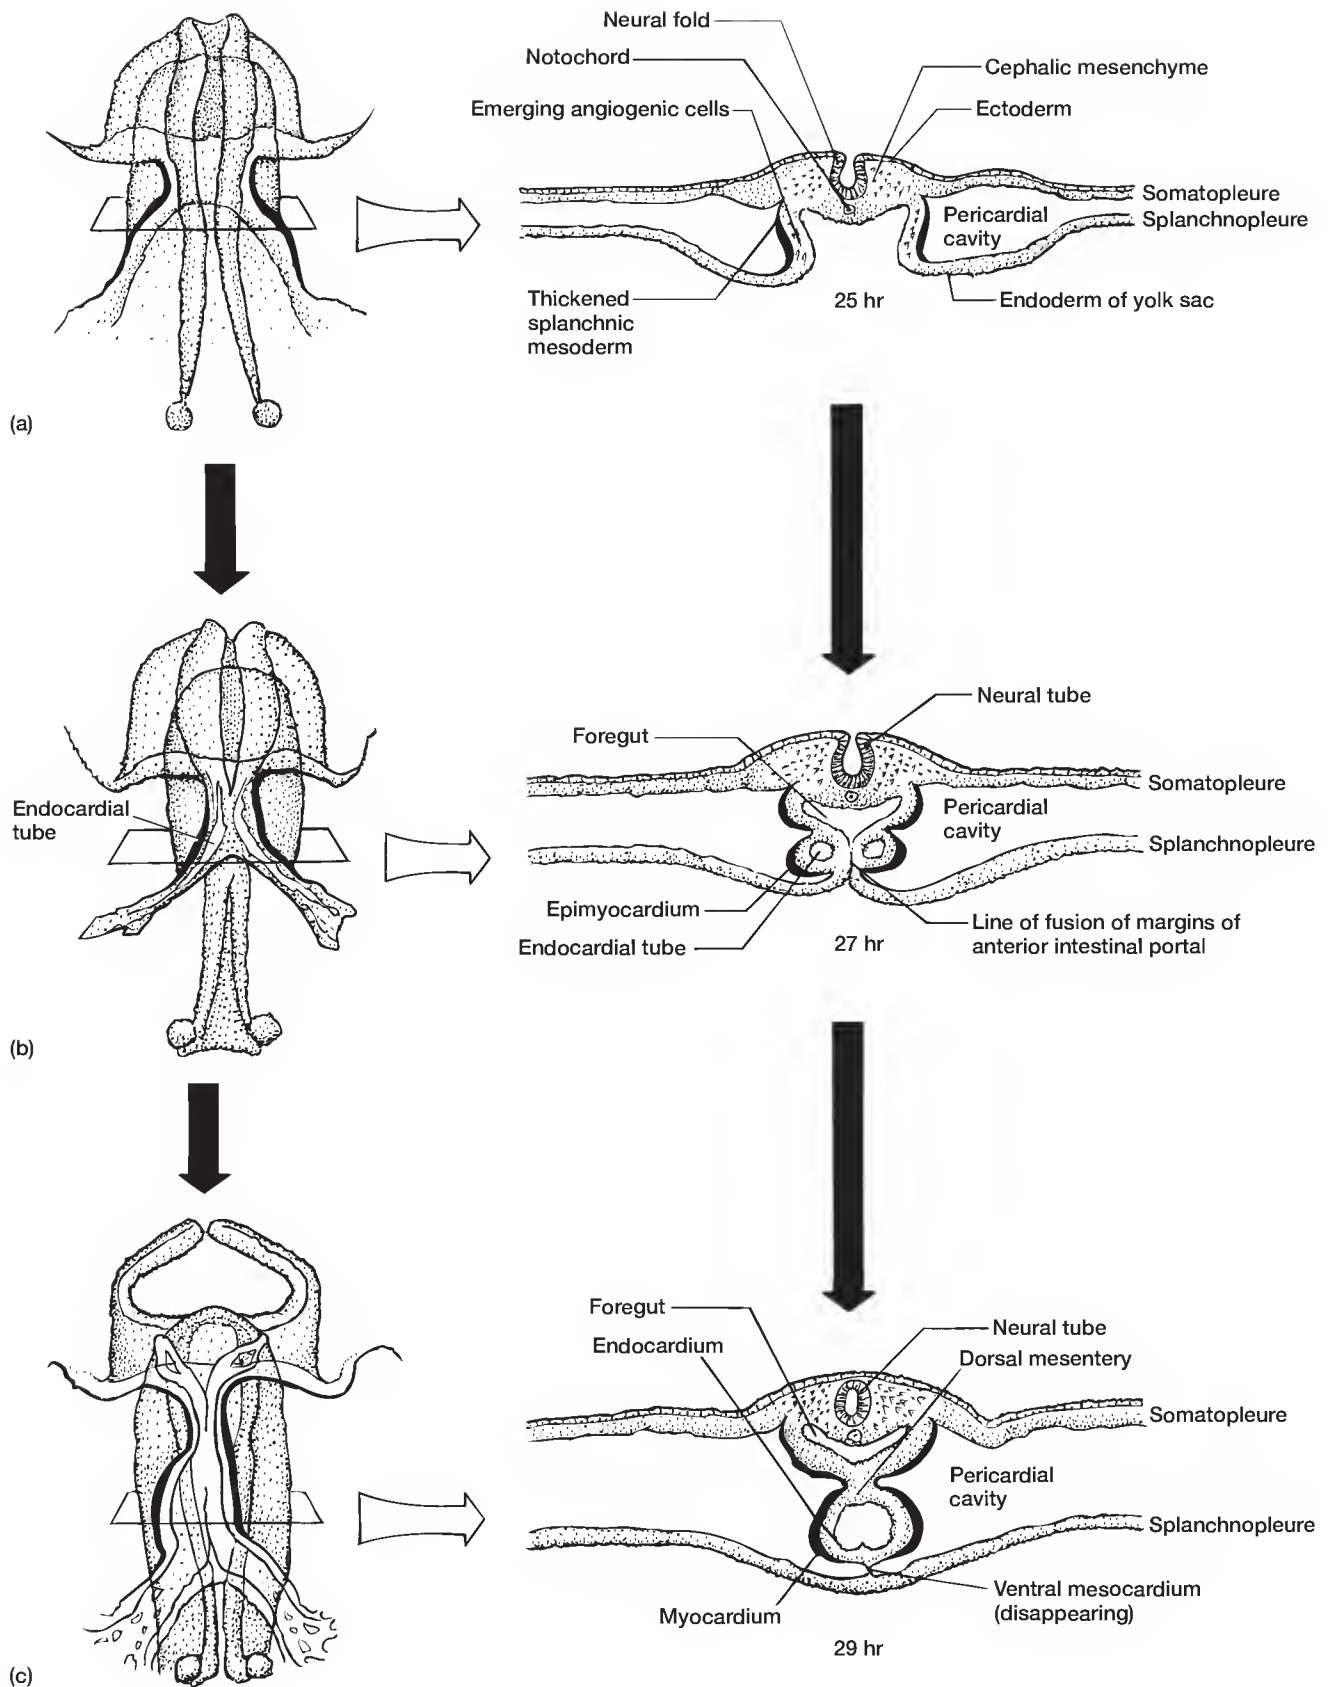 Neural fold
Notochord
Cephalic mesenchyme
Emerging angiogenic cells
Ectoderm
Somatopleure
Pericardial
cavity
Splanchnopleure
Thickened
splanchnic
mesoderm
25 hr
Endoderm of yolk sac
(a)
Neural tube
Foregut
Somatopleure
Endocardial
tube
Pericardial
cavity
Splanchnopleure
Epimyocardium
Line of fusion of margins of
anterior intestinal portal
Endocardial tube
27 hr
(b)
Foregut
Neural tube
Endocardium
Dorsal mesentery
Somatopleure
Pericardial
cavity
Splanchnopleure
Ventral mesocardium
(disappearing)
Myocardium
29 hr
(c)